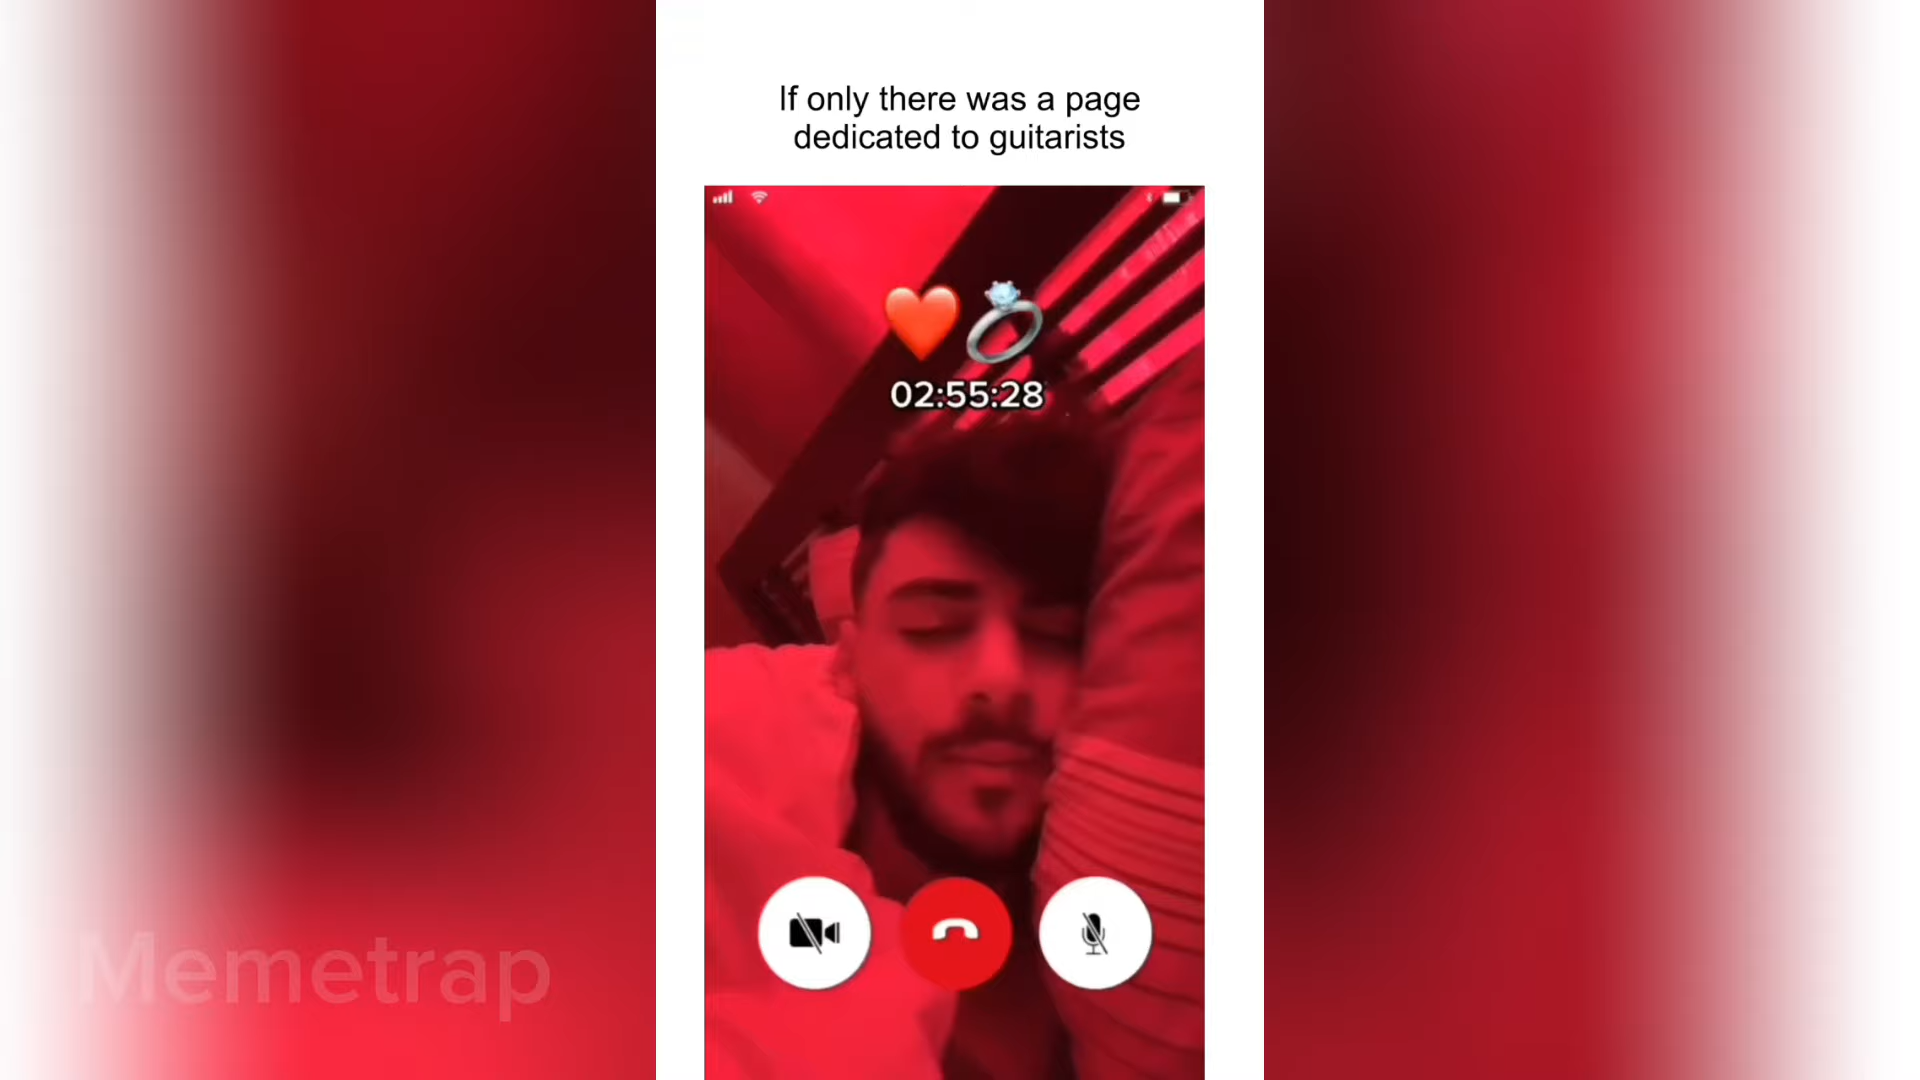 If only there was a page
dedicated to guitarists
02:55:28
Memetrap